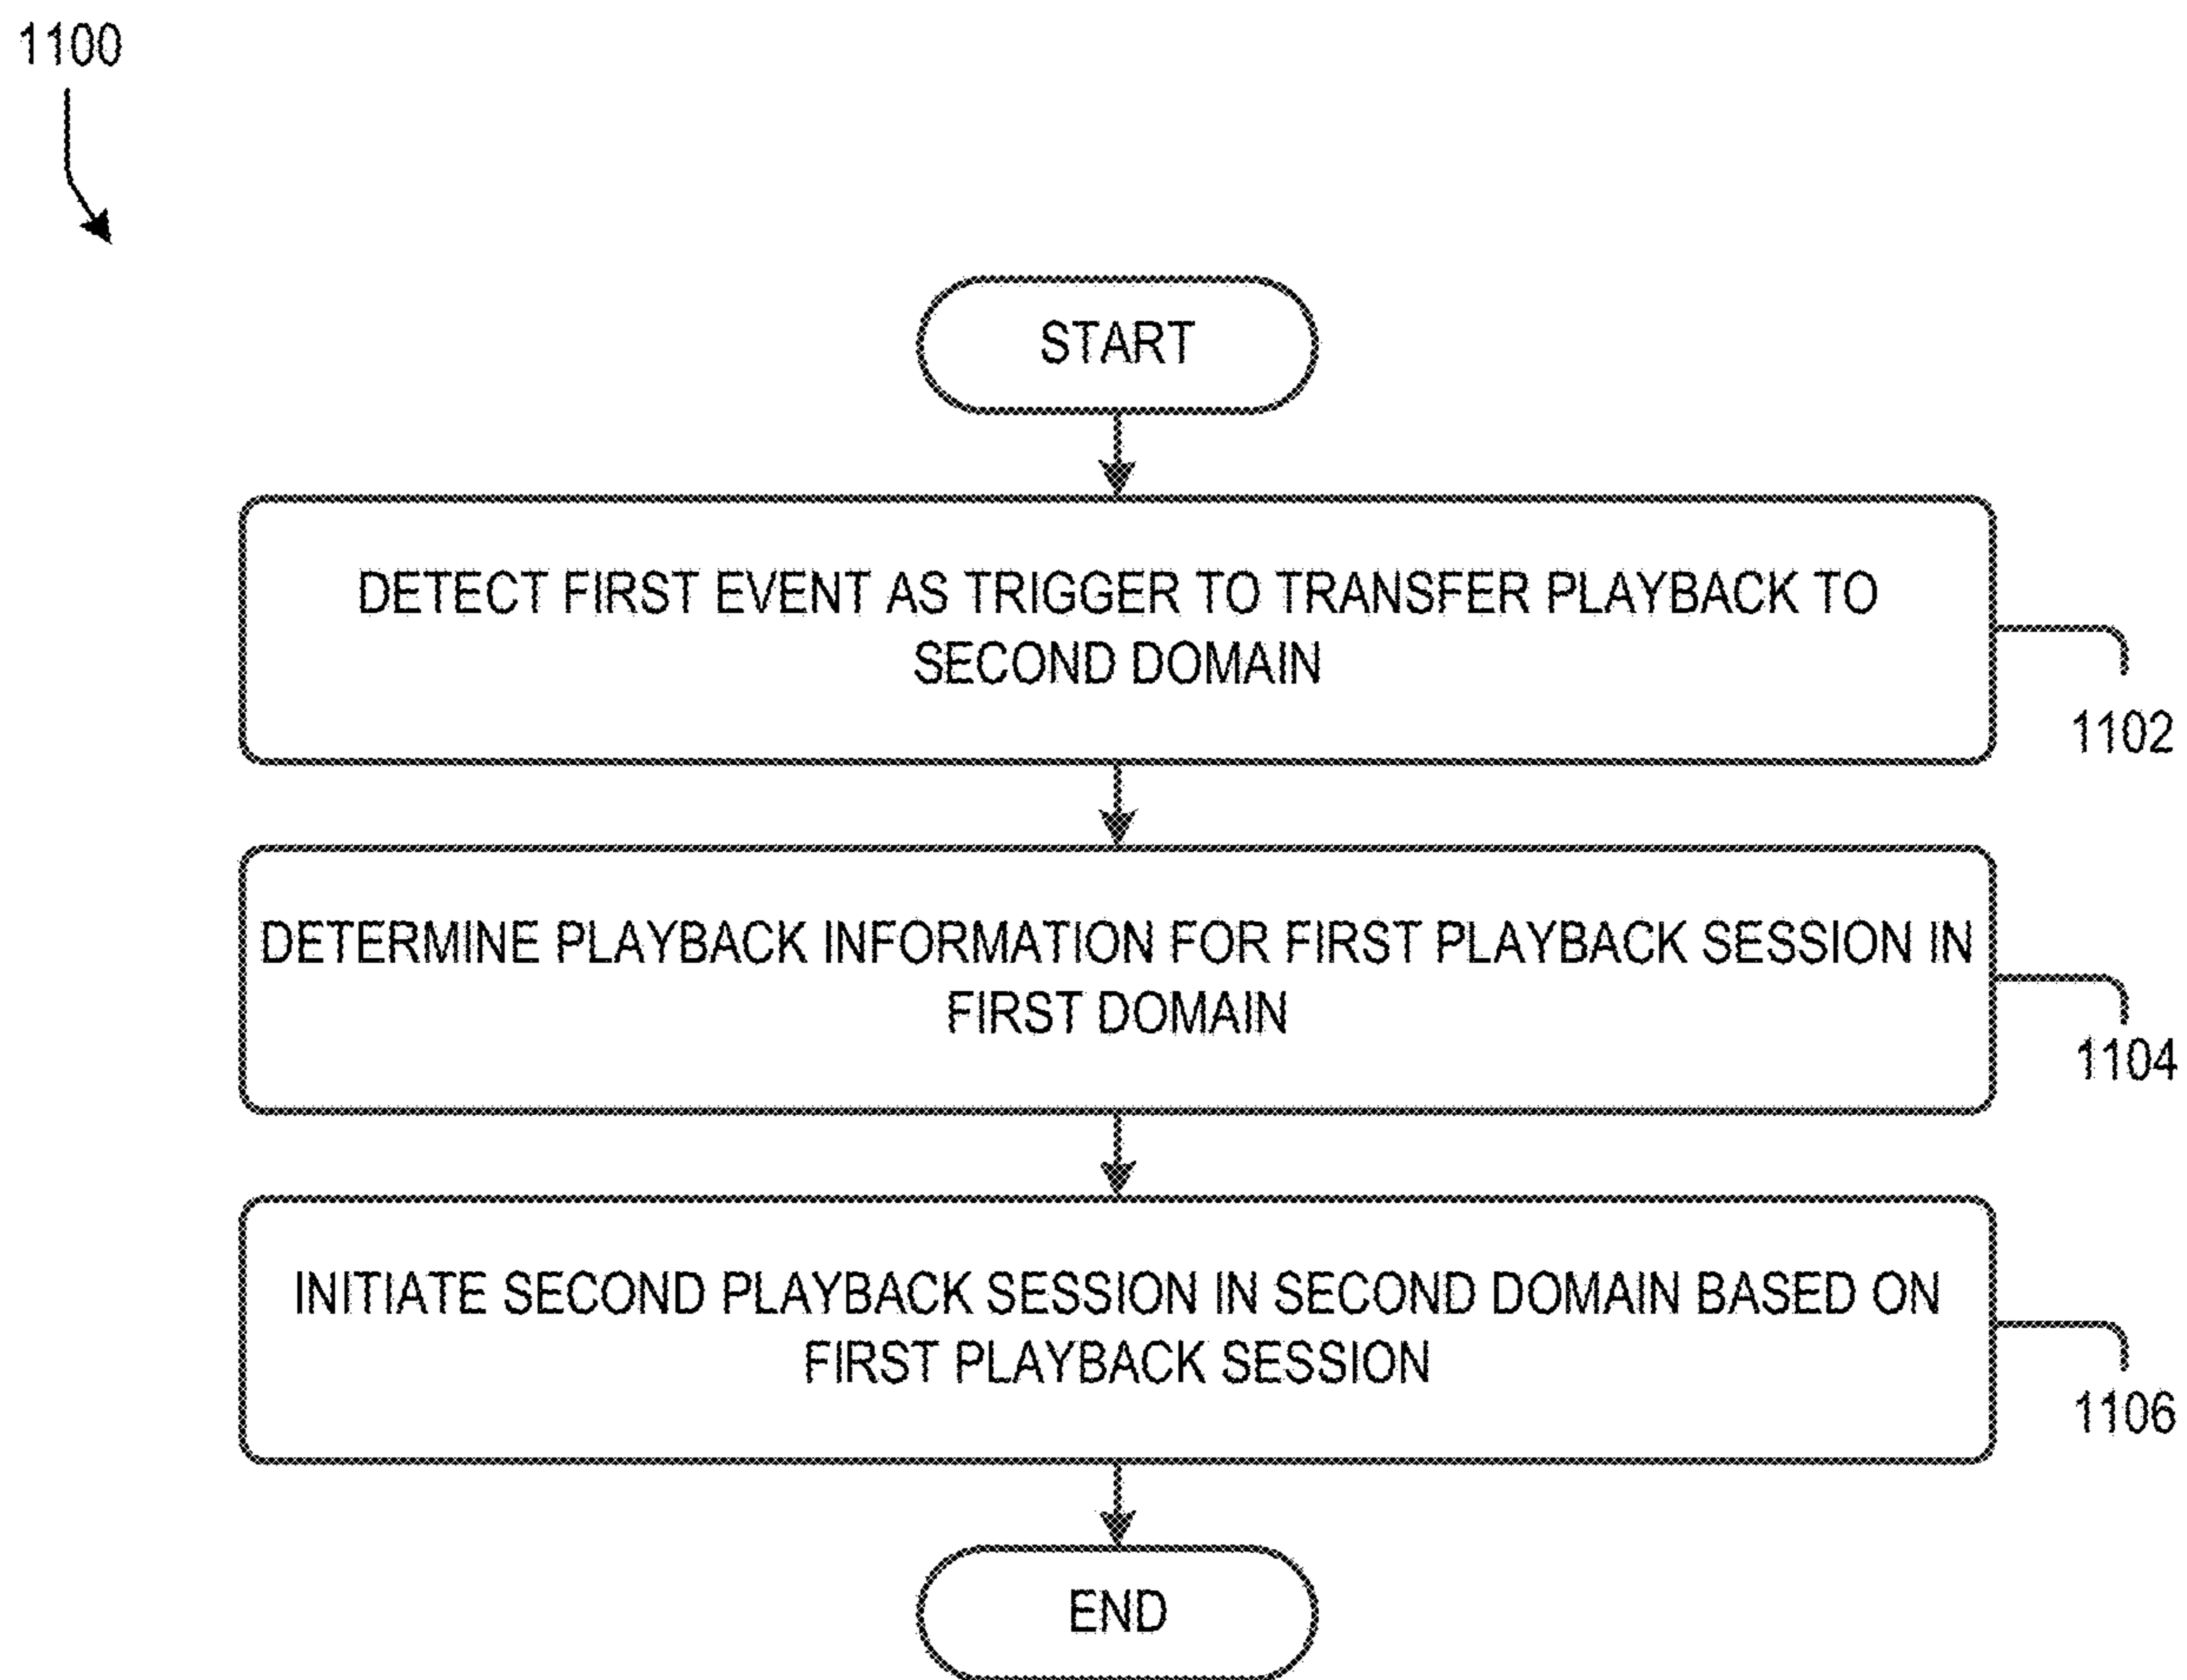 1100
START
DETECT FIRST EVENT AS TRIGGER TO TRANSFER PLAYBACK TO
SECOND DOMAIN
1102
DETERMINE PLAYBACK INFORMATION FOR FIRST PLAYBACK SESSION IN
FIRST DOMAIN
1104
INITIATE SECOND PLAYBACK SESSION IN SECOND DOMAIN BASED ON
FIRST PLAYBACK SESSION
1106
END